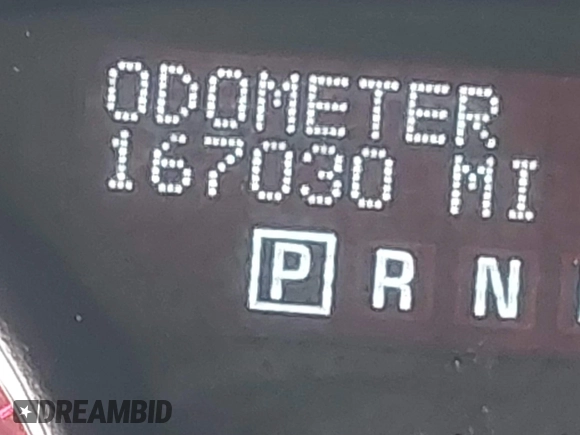 ODOMETER
167030 MI
P R N
DREAMBID